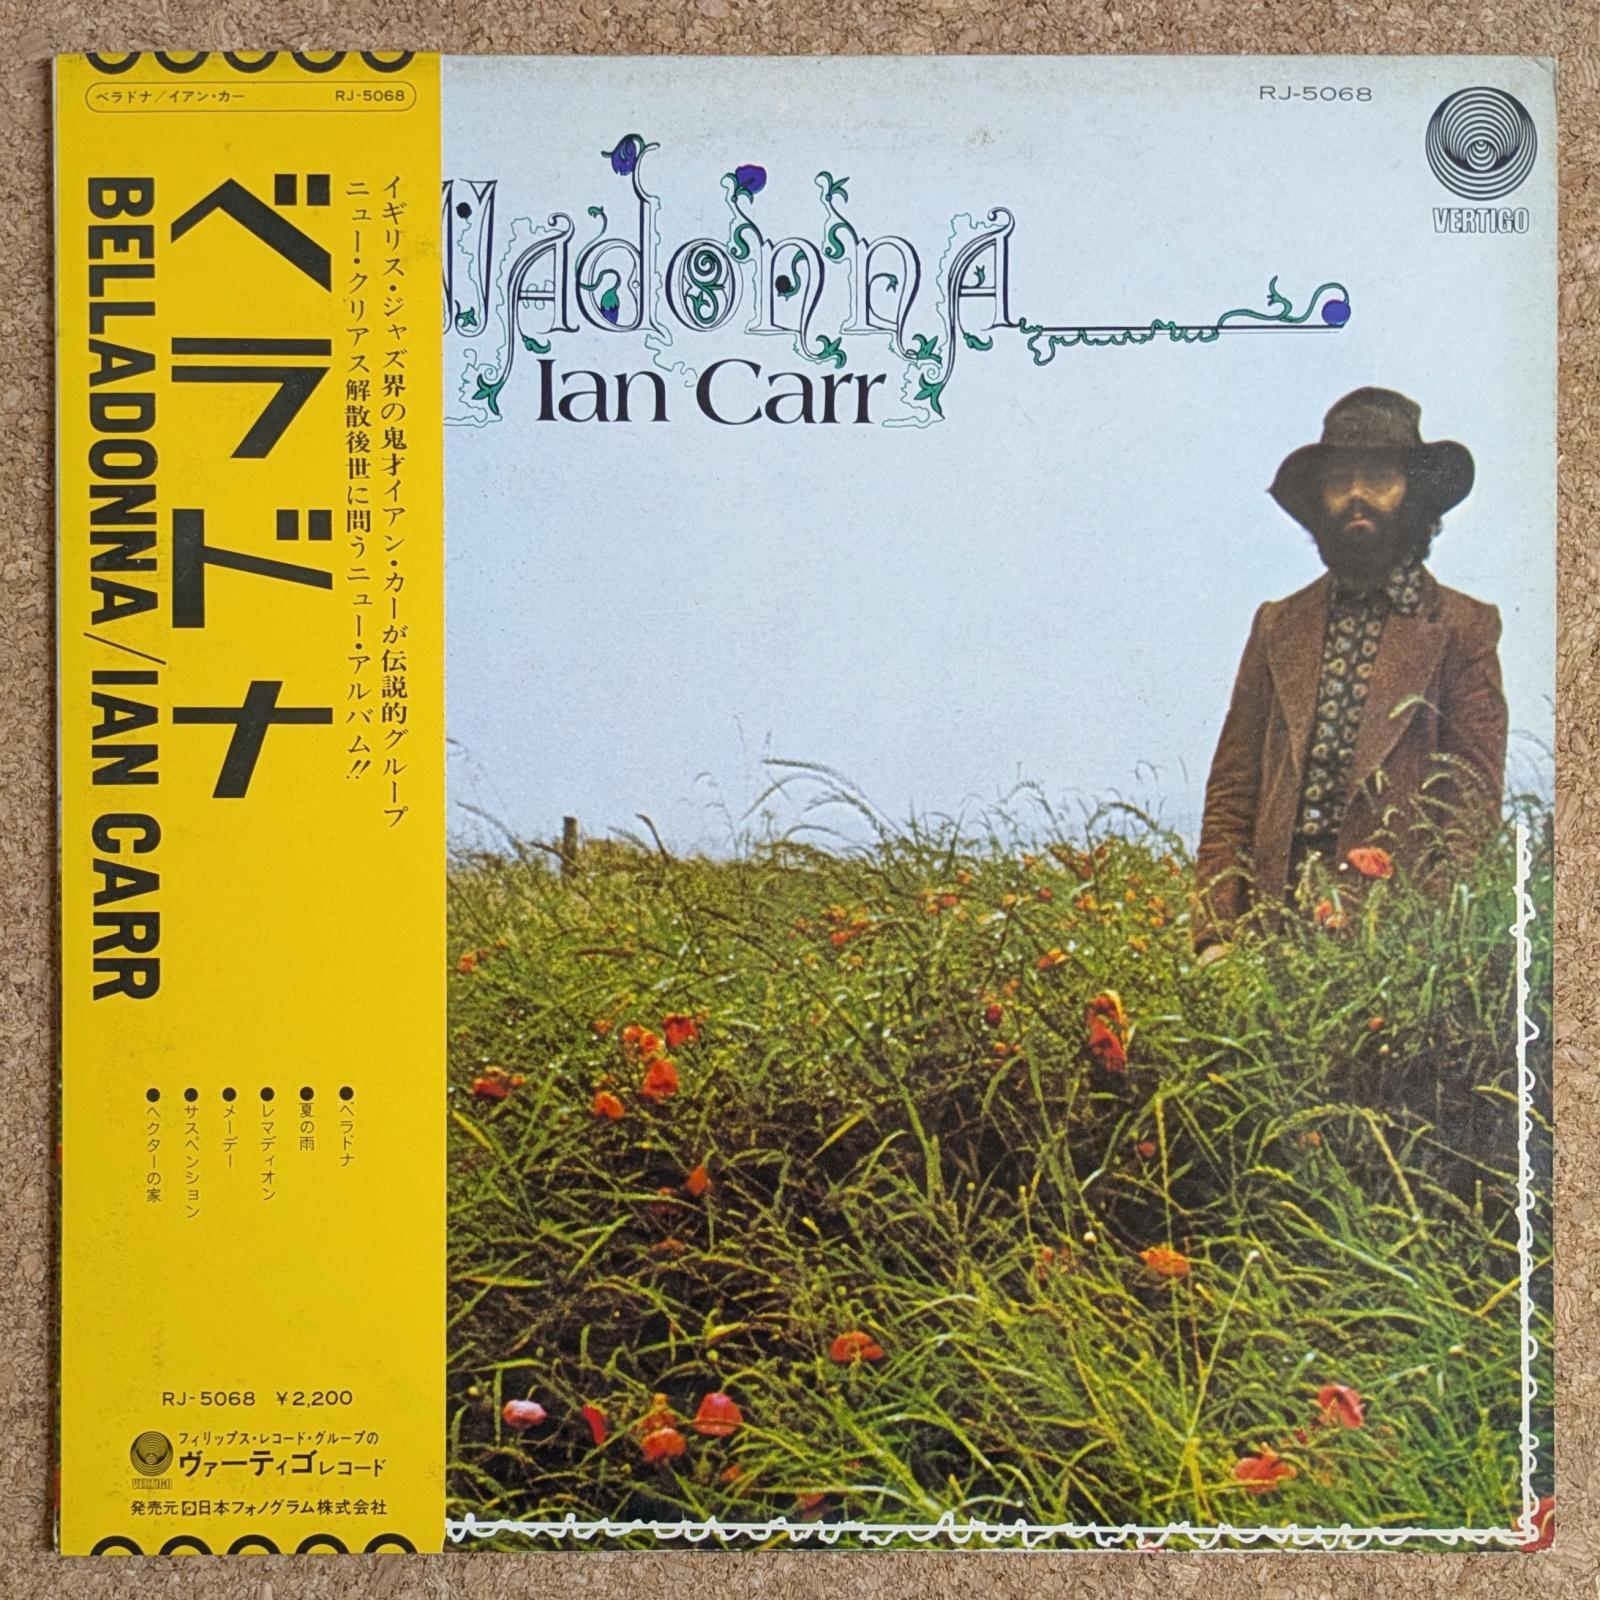 ベラドナ/イアン・カー RJ-5068
イギリス・ジャズ界の鬼才イアン・カーが伝説的グループ
ニュー・クリアス解散後世に問うニュー・アルバム!!
ベラドナ
BELLADONNA/IAN CARR
●ベラドナ
●夏の雨
●レマディオン
●メーデー
●サスペンション
●ヘクターの家
RJ-5068 ¥2,200
VERTIGO
フィリップス・レコード・グループの
ヴァーティゴレコード
発売元 日本フォノグラム株式会社
RJ-5068
VERTIGO
lladonna
Ian Carr